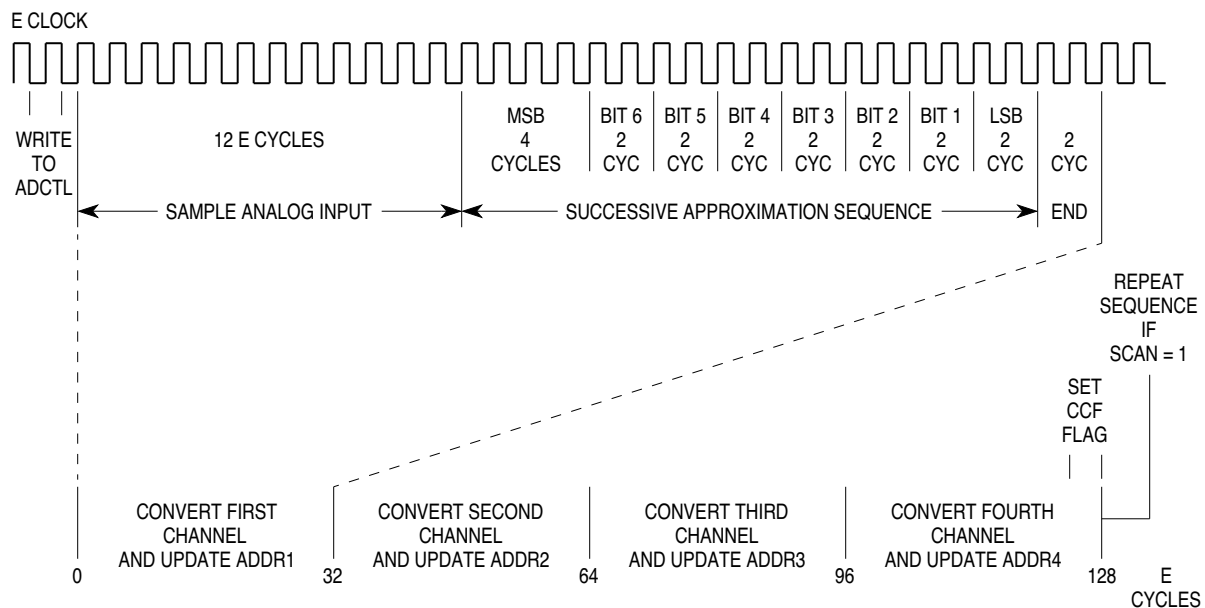 E CLOCK
WRITE
TO
ADCTL
12 E CYCLES
MSB
4
CYCLES
BIT 6
2
CYC
BIT 5
2
CYC
BIT 4
2
CYC
BIT 3
2
CYC
BIT 2
2
CYC
BIT 1
2
CYC
LSB
2
CYC
2
CYC
SAMPLE ANALOG INPUT
SUCCESSIVE APPROXIMATION SEQUENCE
END
REPEAT
SEQUENCE
IF
SCAN = 1
SET
CCF
FLAG
CONVERT FIRST
CHANNEL
AND UPDATE ADDR1
CONVERT SECOND
CHANNEL
AND UPDATE ADDR2
CONVERT THIRD
CHANNEL
AND UPDATE ADDR3
CONVERT FOURTH
CHANNEL
AND UPDATE ADDR4
0
32
64
96
128
E
CYCLES